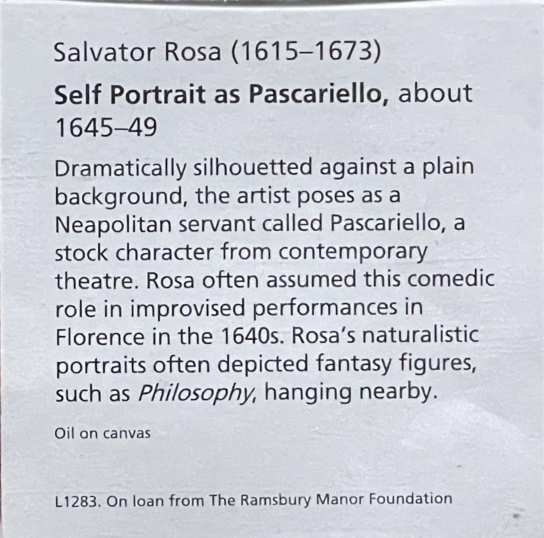 Salvator Rosa (1615–1673)
Self Portrait as Pascariello, about
1645–49
Dramatically silhouetted against a plain
background, the artist poses as a
Neapolitan servant called Pascariello, a
stock character from contemporary
theatre. Rosa often assumed this comedic
role in improvised performances in
Florence in the 1640s. Rosa’s naturalistic
portraits often depicted fantasy figures,
such as Philosophy, hanging nearby.
Oil on canvas
L1283. On loan from The Ramsbury Manor Foundation